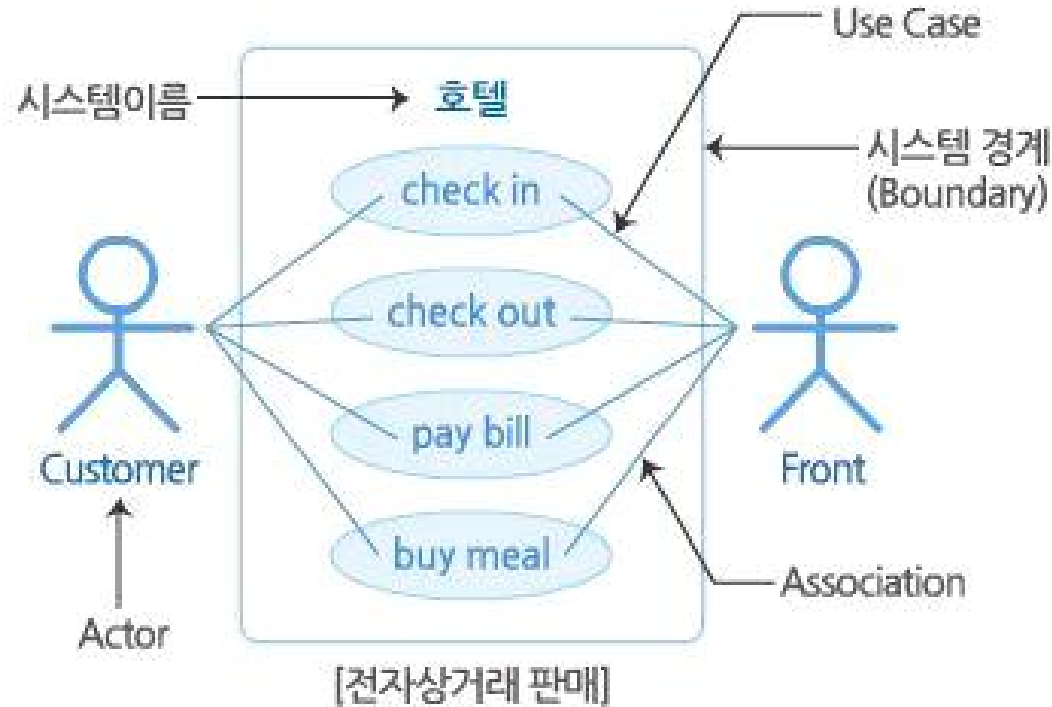 Use Case
시스템이름
호텔
시스템 경계
(Boundary)
check in
check out
pay bill
Customer
Front
buy meal
Association
Actor
[전자상거래 판매]